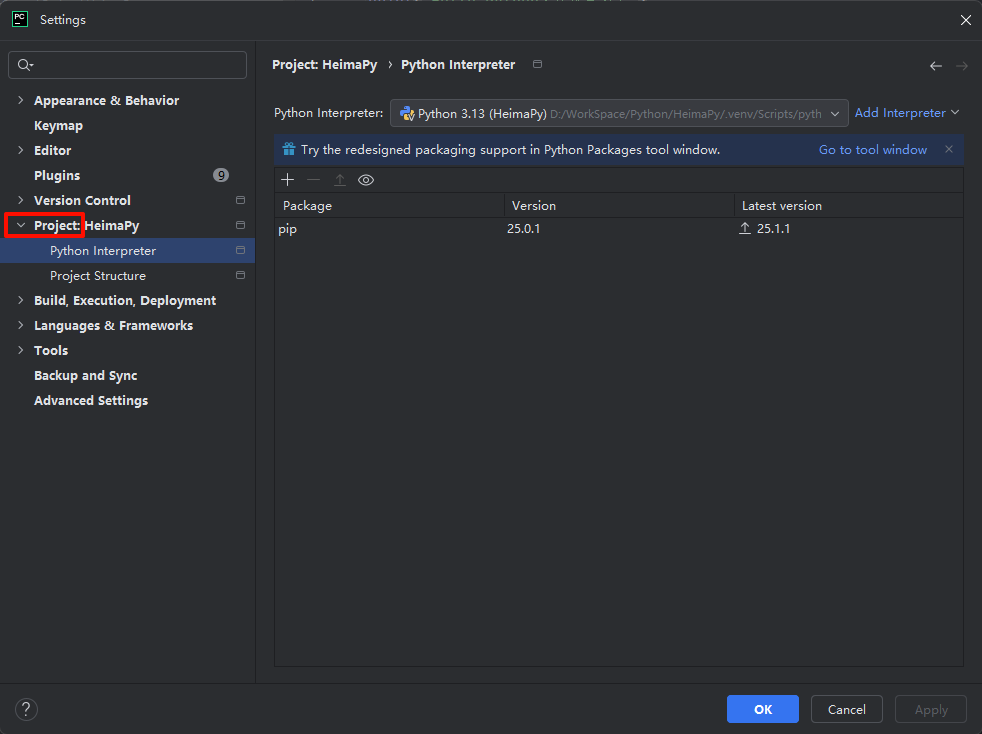 PC
Settings
Appearance & Behavior
Keymap
Editor
Plugins 9
Version Control
Project: HeimaPy
Python Interpreter
Project Structure
Build, Execution, Deployment
Languages & Frameworks
Tools
Backup and Sync
Advanced Settings
Project: HeimaPy › Python Interpreter
Python Interpreter: Python 3.13 (HeimaPy) D:/WorkSpace/Python/HeimaPy/.venv/Scripts/pyth Add Interpreter
Try the redesigned packaging support in Python Packages tool window. Go to tool window
Package Version Latest version
pip 25.0.1 25.1.1
? OK Cancel Apply